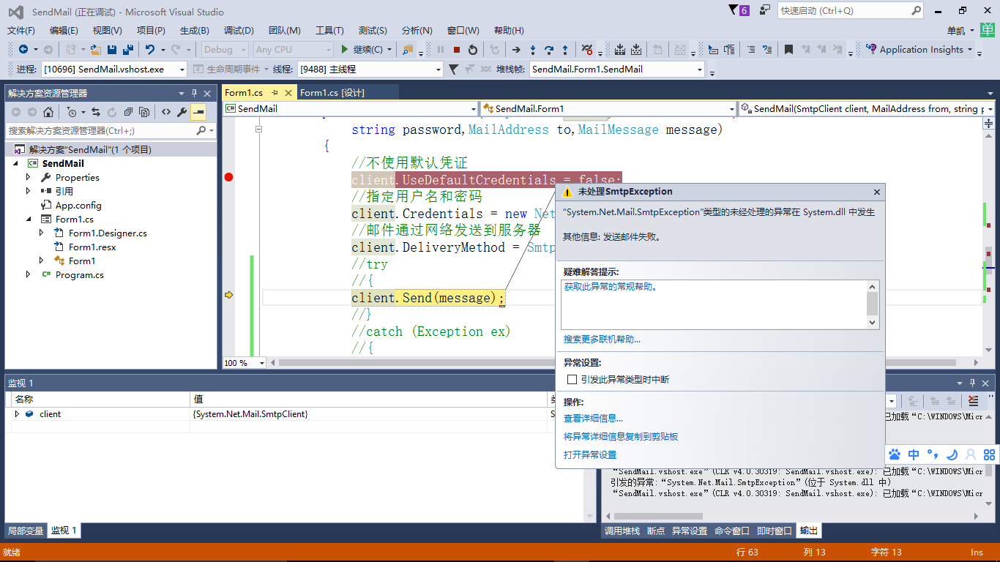 SendMail (正在调试) - Microsoft Visual Studio
6
快速启动 (Ctrl+Q)
文件(F) 编辑(E) 视图(V) 项目(P) 生成(B) 调试(D) 团队(M) 工具(T) 测试(S) 分析(N) 窗口(W) 帮助(H)
单凯
单
Debug Any CPU 继续(C) Application Insights
进程: [10696] SendMail.vshost.exe 生命周期事件 线程: [9488] 主线程 堆栈帧: SendMail.Form1.SendMail
解决方案资源管理器
搜索解决方案资源管理器(Ctrl+;)
解决方案"SendMail"(1 个项目)
SendMail
Properties
引用
App.config
Form1.cs
Form1.Designer.cs
Form1.resx
Form1
Program.cs
Form1.cs Form1.cs [设计]
SendMail SendMail.Form1 SendMail(SmtpClient client, MailAddress from, string p
string password,MailAddress to,MailMessage message)
{
//不使用默认凭证
client.UseDefaultCredentials = false;
//指定用户名和密码
client.Credentials = new Net
//邮件通过网络发送到服务器
client.DeliveryMethod = Smtp
//try
//{
client.Send(message);
//}
//catch (Exception ex)
//{
100 %
未处理SmtpException
"System.Net.Mail.SmtpException"类型的未经处理的异常在 System.dll 中发生
其他信息: 发送邮件失败。
疑难解答提示:
获取此异常的常规帮助。
搜索更多联机帮助...
异常设置:
引发此异常类型时中断
操作:
查看详细信息...
将异常详细信息复制到剪贴板
打开异常设置
监视 1
名称 值
client {System.Net.Mail.SmtpClient} S
局部变量 监视 1
已加载“C:\WINDOWS\Micr
中
“SendMail.vshost.exe”(CLR v4.0.30319: SendMail.vshost.exe): 已加载“C:\WINDOWS\Micr
引发的异常:“System.Net.Mail.SmtpException”(位于 System.dll 中)
“SendMail.vshost.exe”(CLR v4.0.30319: SendMail.vshost.exe): 已加载“C:\WINDOWS\Micr
调用堆栈 断点 异常设置 命令窗口 即时窗口 输出
就绪 行 63 列 13 字符 13 Ins